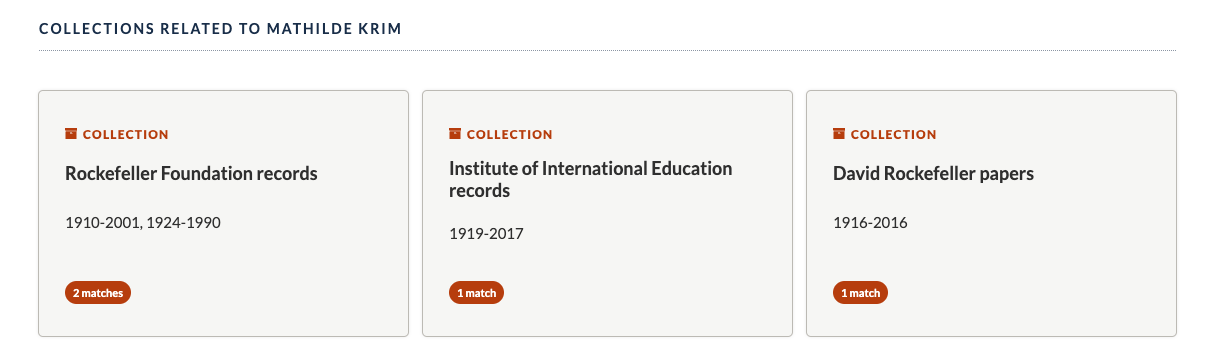 COLLECTIONS RELATED TO MATHILDE KRIM
COLLECTION
Rockefeller Foundation records
1910-2001, 1924-1990
2 matches
COLLECTION
Institute of International Education
records
1919-2017
1 match
COLLECTION
David Rockefeller papers
1916-2016
1 match